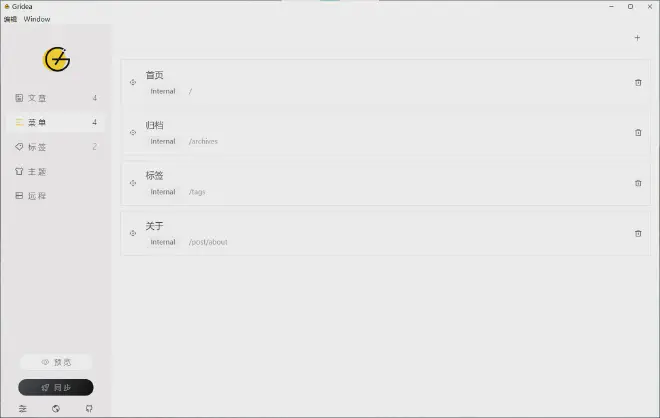 Gridea
编辑 Window
文章 4
菜单 4
标签 2
主题
远程
预览
同步
首页
Internal /
归档
Internal /archives
标签
Internal /tags
关于
Internal /post/about